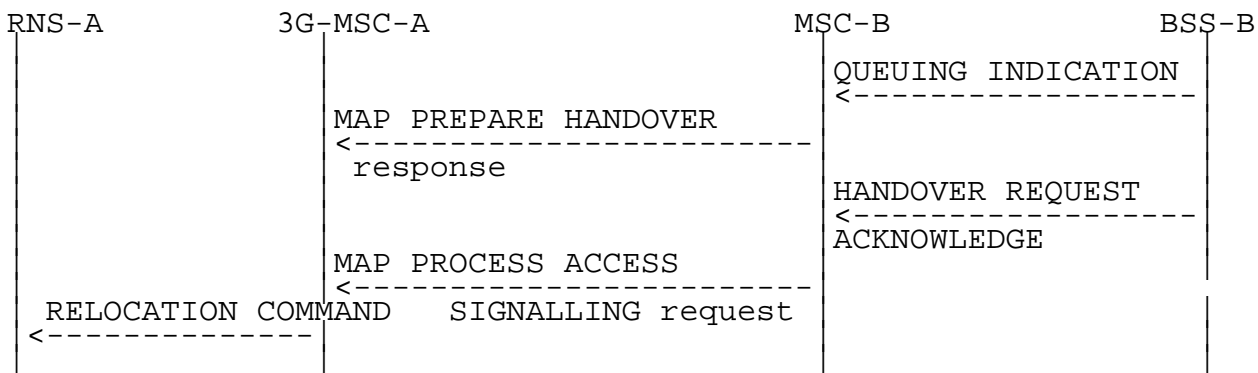 RNS-A 3G-MSC-A MSC-B BSS-B
QUEUING INDICATION
MAP PREPARE HANDOVER
response
HANDOVER REQUEST
ACKNOWLEDGE
MAP PROCESS ACCESS
RELOCATION COMMAND SIGNALLING request